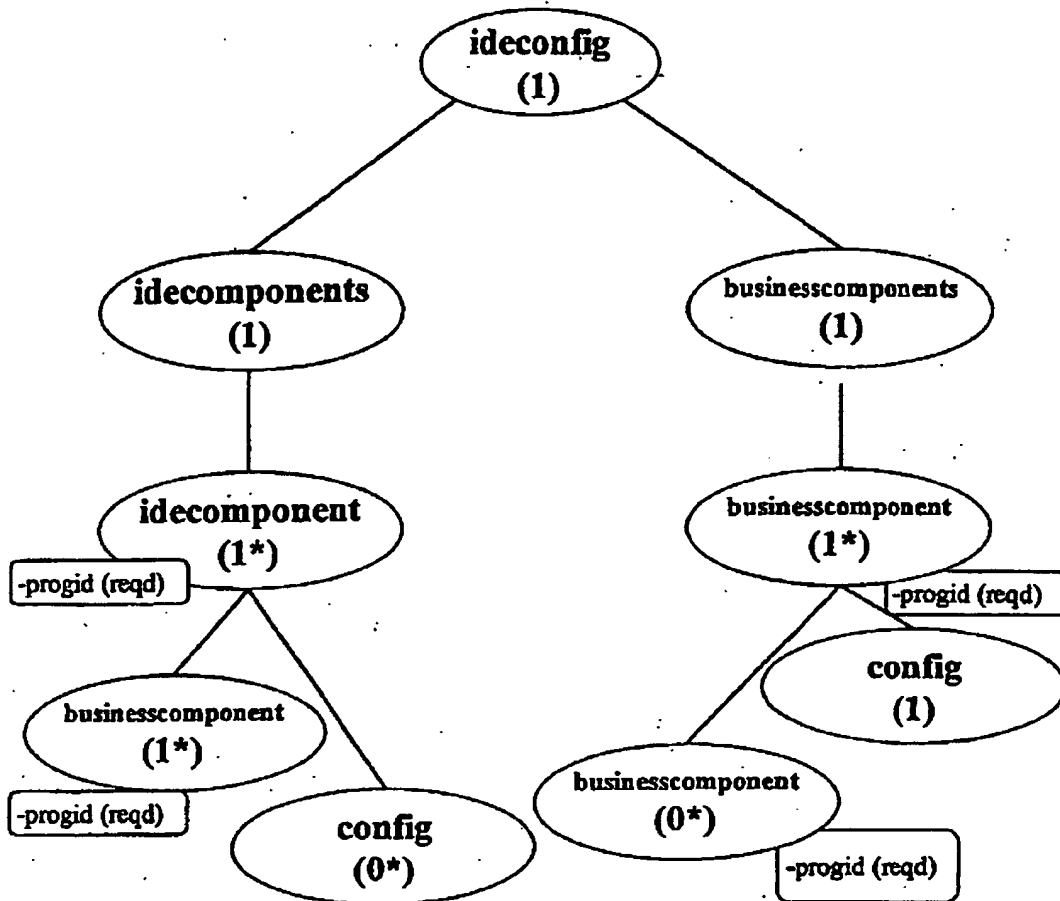 ideconfig
(1)
idecomponents
(1)
businesscomponents
(1)
idecomponent
(1*)
-progid (reqd)
businesscomponent
(1*)
-progid (reqd)
businesscomponent
(1*)
-progid (reqd)
config
(0*)
config
(1)
businesscomponent
(0*)
-progid (reqd)